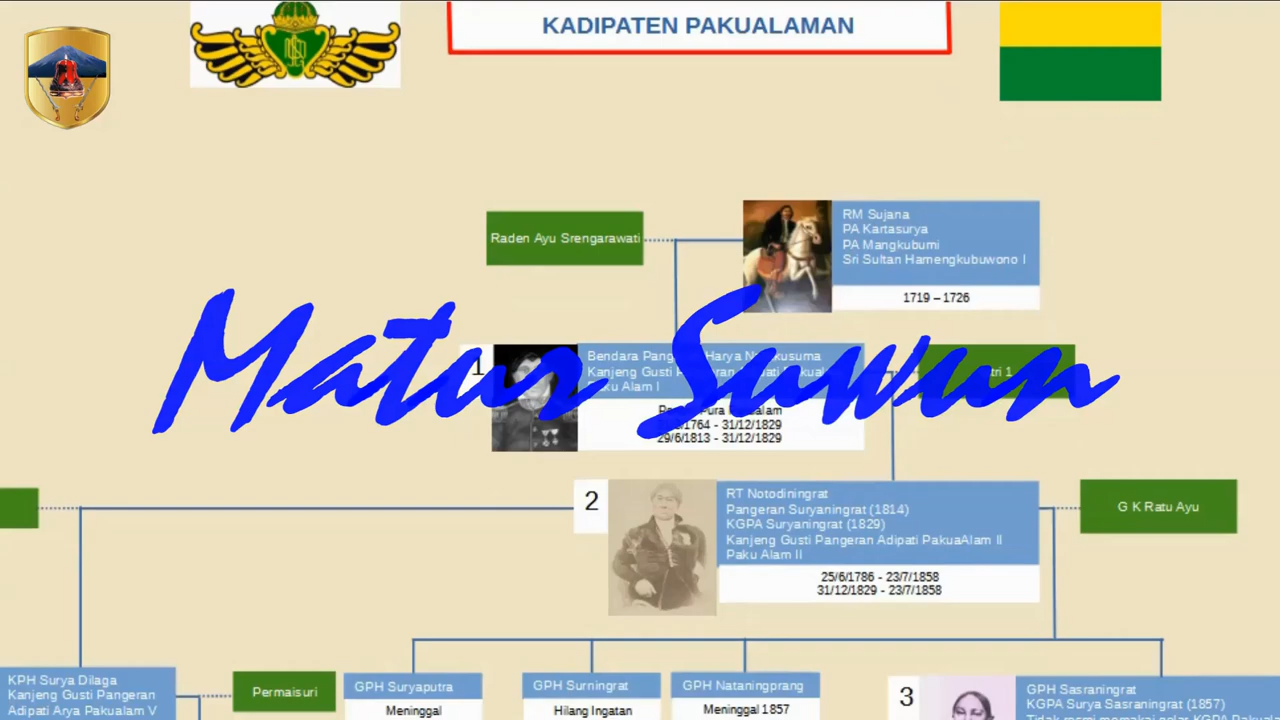 KADIPATEN PAKUALAMAN
Raden Ayu Srengarawati
RM Sujana
PA Kartasurya
PA Mangkubumi
Sri Sultan Hamengkubuwono I
1719 – 1726
Matur Suwun
1
Bendara Harya
Kanjeng Gusti
Paku Alam I
1764 - 31/12/1829
29/6/1813 - 31/12/1829
2
RT Notodiningrat
Pangeran Suryaningrat (1814)
KGPA Suryaningrat (1829)
Kanjeng Gusti Pangeran Adipati PakuaAlam II
Paku Alam II
25/6/1786 - 23/7/1858
31/12/1829 - 23/7/1858
G K Ratu Ayu
KPH Surya Dilaga
Kanjeng Gusti Pangeran
Adipati Arya Pakualam V
Permaisuri
GPH Suryaputra
Meninggal
GPH Surningrat
Hilang Ingatan
GPH Nataningprang
Meninggal 1857
3
GPH Sasraningrat
KGPA Surya Sasraningrat (1857)
Tidak resmi memakai gelar KGPA